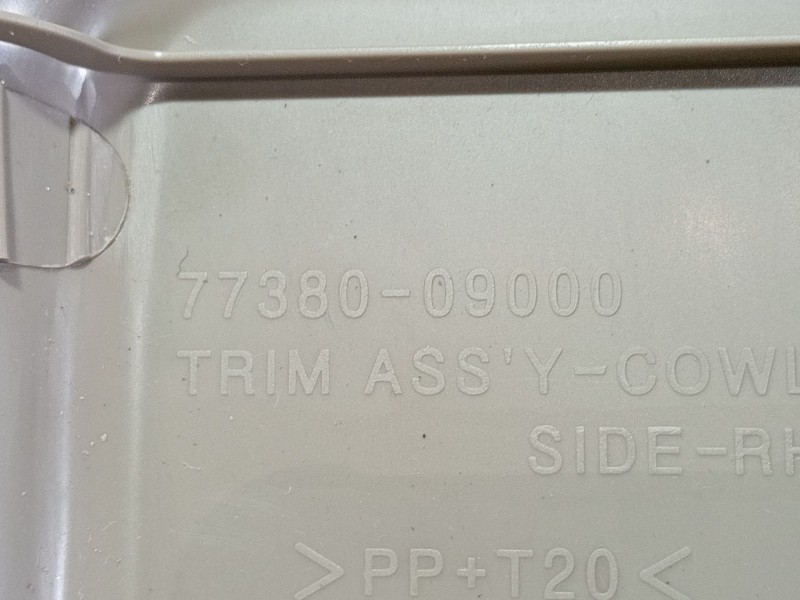 77380-09000
TRIM ASS'Y-COWL
SIDE-RH
>PP+T20<